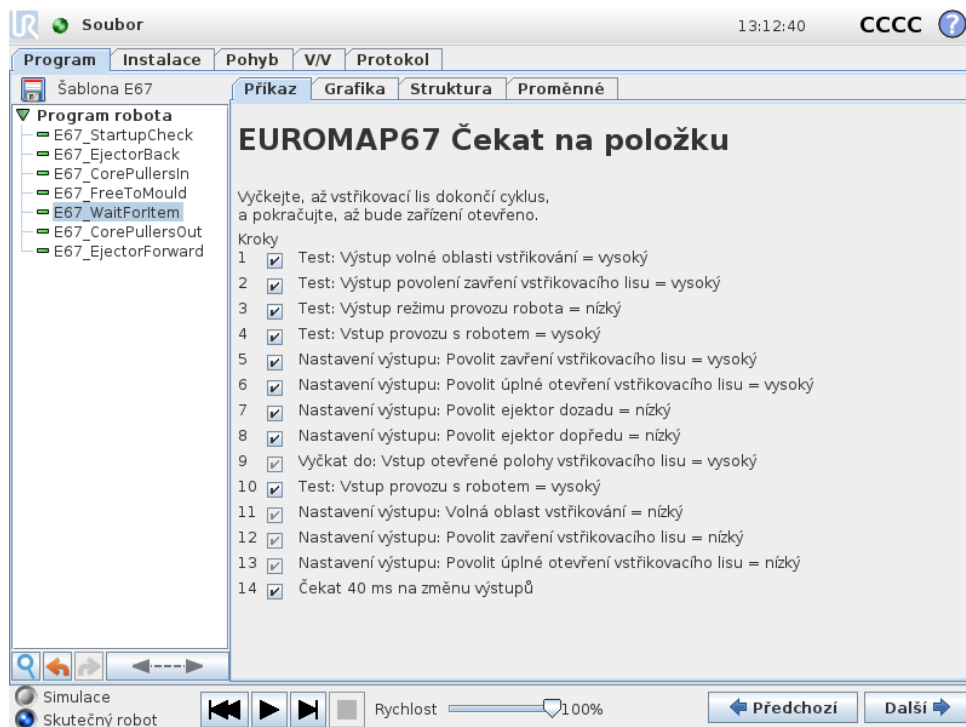 UR Soubor 13:12:40 CCCC ?
Program Instalace Pohyb V/V Protokol
Šablona E67
Příkaz Grafika Struktura Proměnné
Program robota
E67_StartupCheck
E67_EjectorBack
E67_CorePullersIn
E67_FreeToMould
E67_WaitForItem
E67_CorePullersOut
E67_EjectorForward
EUROMAP67 Čekat na položku
Vyčkejte, až vstřikovací lis dokončí cyklus,
a pokračujte, až bude zařízení otevřeno.
Kroky
1 Test: Výstup volné oblasti vstřikování = vysoký
2 Test: Výstup povolení zavření vstřikovacího lisu = vysoký
3 Test: Výstup režimu provozu robota = nízký
4 Test: Vstup provozu s robotem = vysoký
5 Nastavení výstupu: Povolit zavření vstřikovacího lisu = vysoký
6 Nastavení výstupu: Povolit úplné otevření vstřikovacího lisu = vysoký
7 Nastavení výstupu: Povolit ejektor dozadu = nízký
8 Nastavení výstupu: Povolit ejektor dopředu = nízký
9 Vyčkat do: Vstup otevřené polohy vstřikovacího lisu = vysoký
10 Test: Vstup provozu s robotem = vysoký
11 Nastavení výstupu: Volná oblast vstřikování = nízký
12 Nastavení výstupu: Povolit zavření vstřikovacího lisu = nízký
13 Nastavení výstupu: Povolit úplné otevření vstřikovacího lisu = nízký
14 Čekat 40 ms na změnu výstupů
Simulace
Skutečný robot
Rychlost 100%
Předchozí
Další